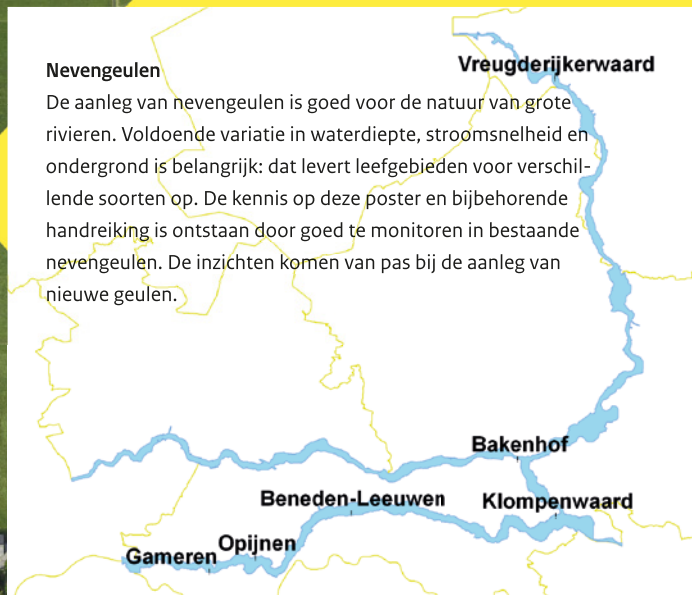 Nevengeulen
De aanleg van nevengeulen is goed voor de natuur van grote
rivieren. Voldoende variatie in waterdiepte, stroomsnelheid en
ondergrond is belangrijk: dat levert leefgebieden voor verschil-
lende soorten op. De kennis op deze poster en bijbehorende
handreiking is ontstaan door goed te monitoren in bestaande
nevengeulen. De inzichten komen van pas bij de aanleg van
nieuwe geulen.
Vreugderijkerwaard
Bakenhof
Beneden-Leeuwen
Klompenwaard
Opijnen
Gameren